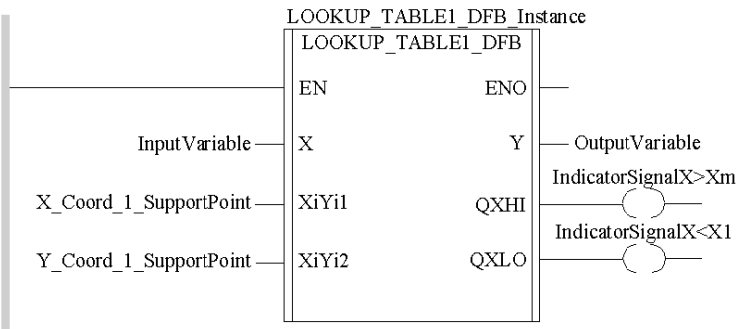 LOOKUP_TABLE1_DFB_Instance
LOOKUP_TABLE1_DFB
EN ENO
InputVariable X Y OutputVariable
IndicatorSignalX>Xm
X_Coord_1_SupportPoint XiYi1 QXHI
IndicatorSignalX<X1
Y_Coord_1_SupportPoint XiYi2 QXLO